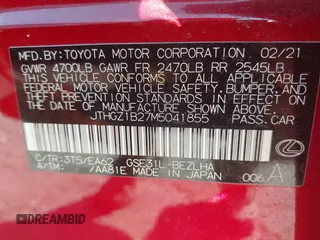 MFD.BY:TOYOTA MOTOR CORPORATION 02/21
GVWR 4700LB GAWR FR 2470LB RR 2545LB
THIS VEHICLE CONFORMS TO ALL APPLICABLE
FEDERAL MOTOR VEHICLE SAFETY, BUMPER, AND
THEFT PREVENTION STANDARDS IN EFFECT ON
THE DATE OF MANUFACTURE SHOWN ABOVE.
JTHGZ1B27M5041855 PASS.CAR
C/TR:3T5/EA62 GSE31L-BEZLHA
A/TM: /AA81E MADE IN JAPAN 006 A
DREAMBID